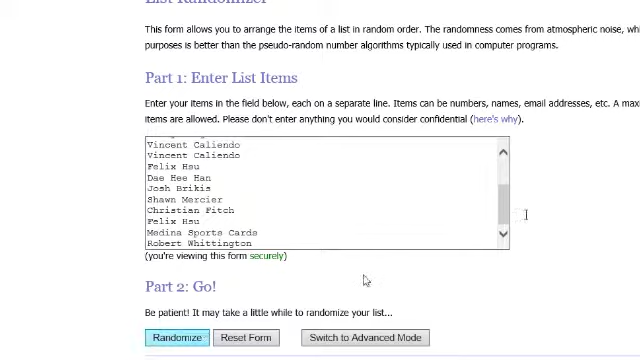 List Randomizer
This form allows you to arrange the items of a list in random order. The randomness comes from atmospheric noise, whi
purposes is better than the pseudo-random number algorithms typically used in computer programs.
Part 1: Enter List Items
Enter your items in the field below, each on a separate line. Items can be numbers, names, email addresses, etc. A max
items are allowed. Please don't enter anything you would consider confidential (here's why).
Vincent Caliendo
Vincent Caliendo
Felix Hsu
Dae Hee Han
Josh Brikis
Shawn Mercier
Christian Fitch
Felix Hsu
Medina Sports Cards
Robert Whittington
(you're viewing this form securely)
Part 2: Go!
Be patient! It may take a little while to randomize your list...
Randomize Reset Form Switch to Advanced Mode